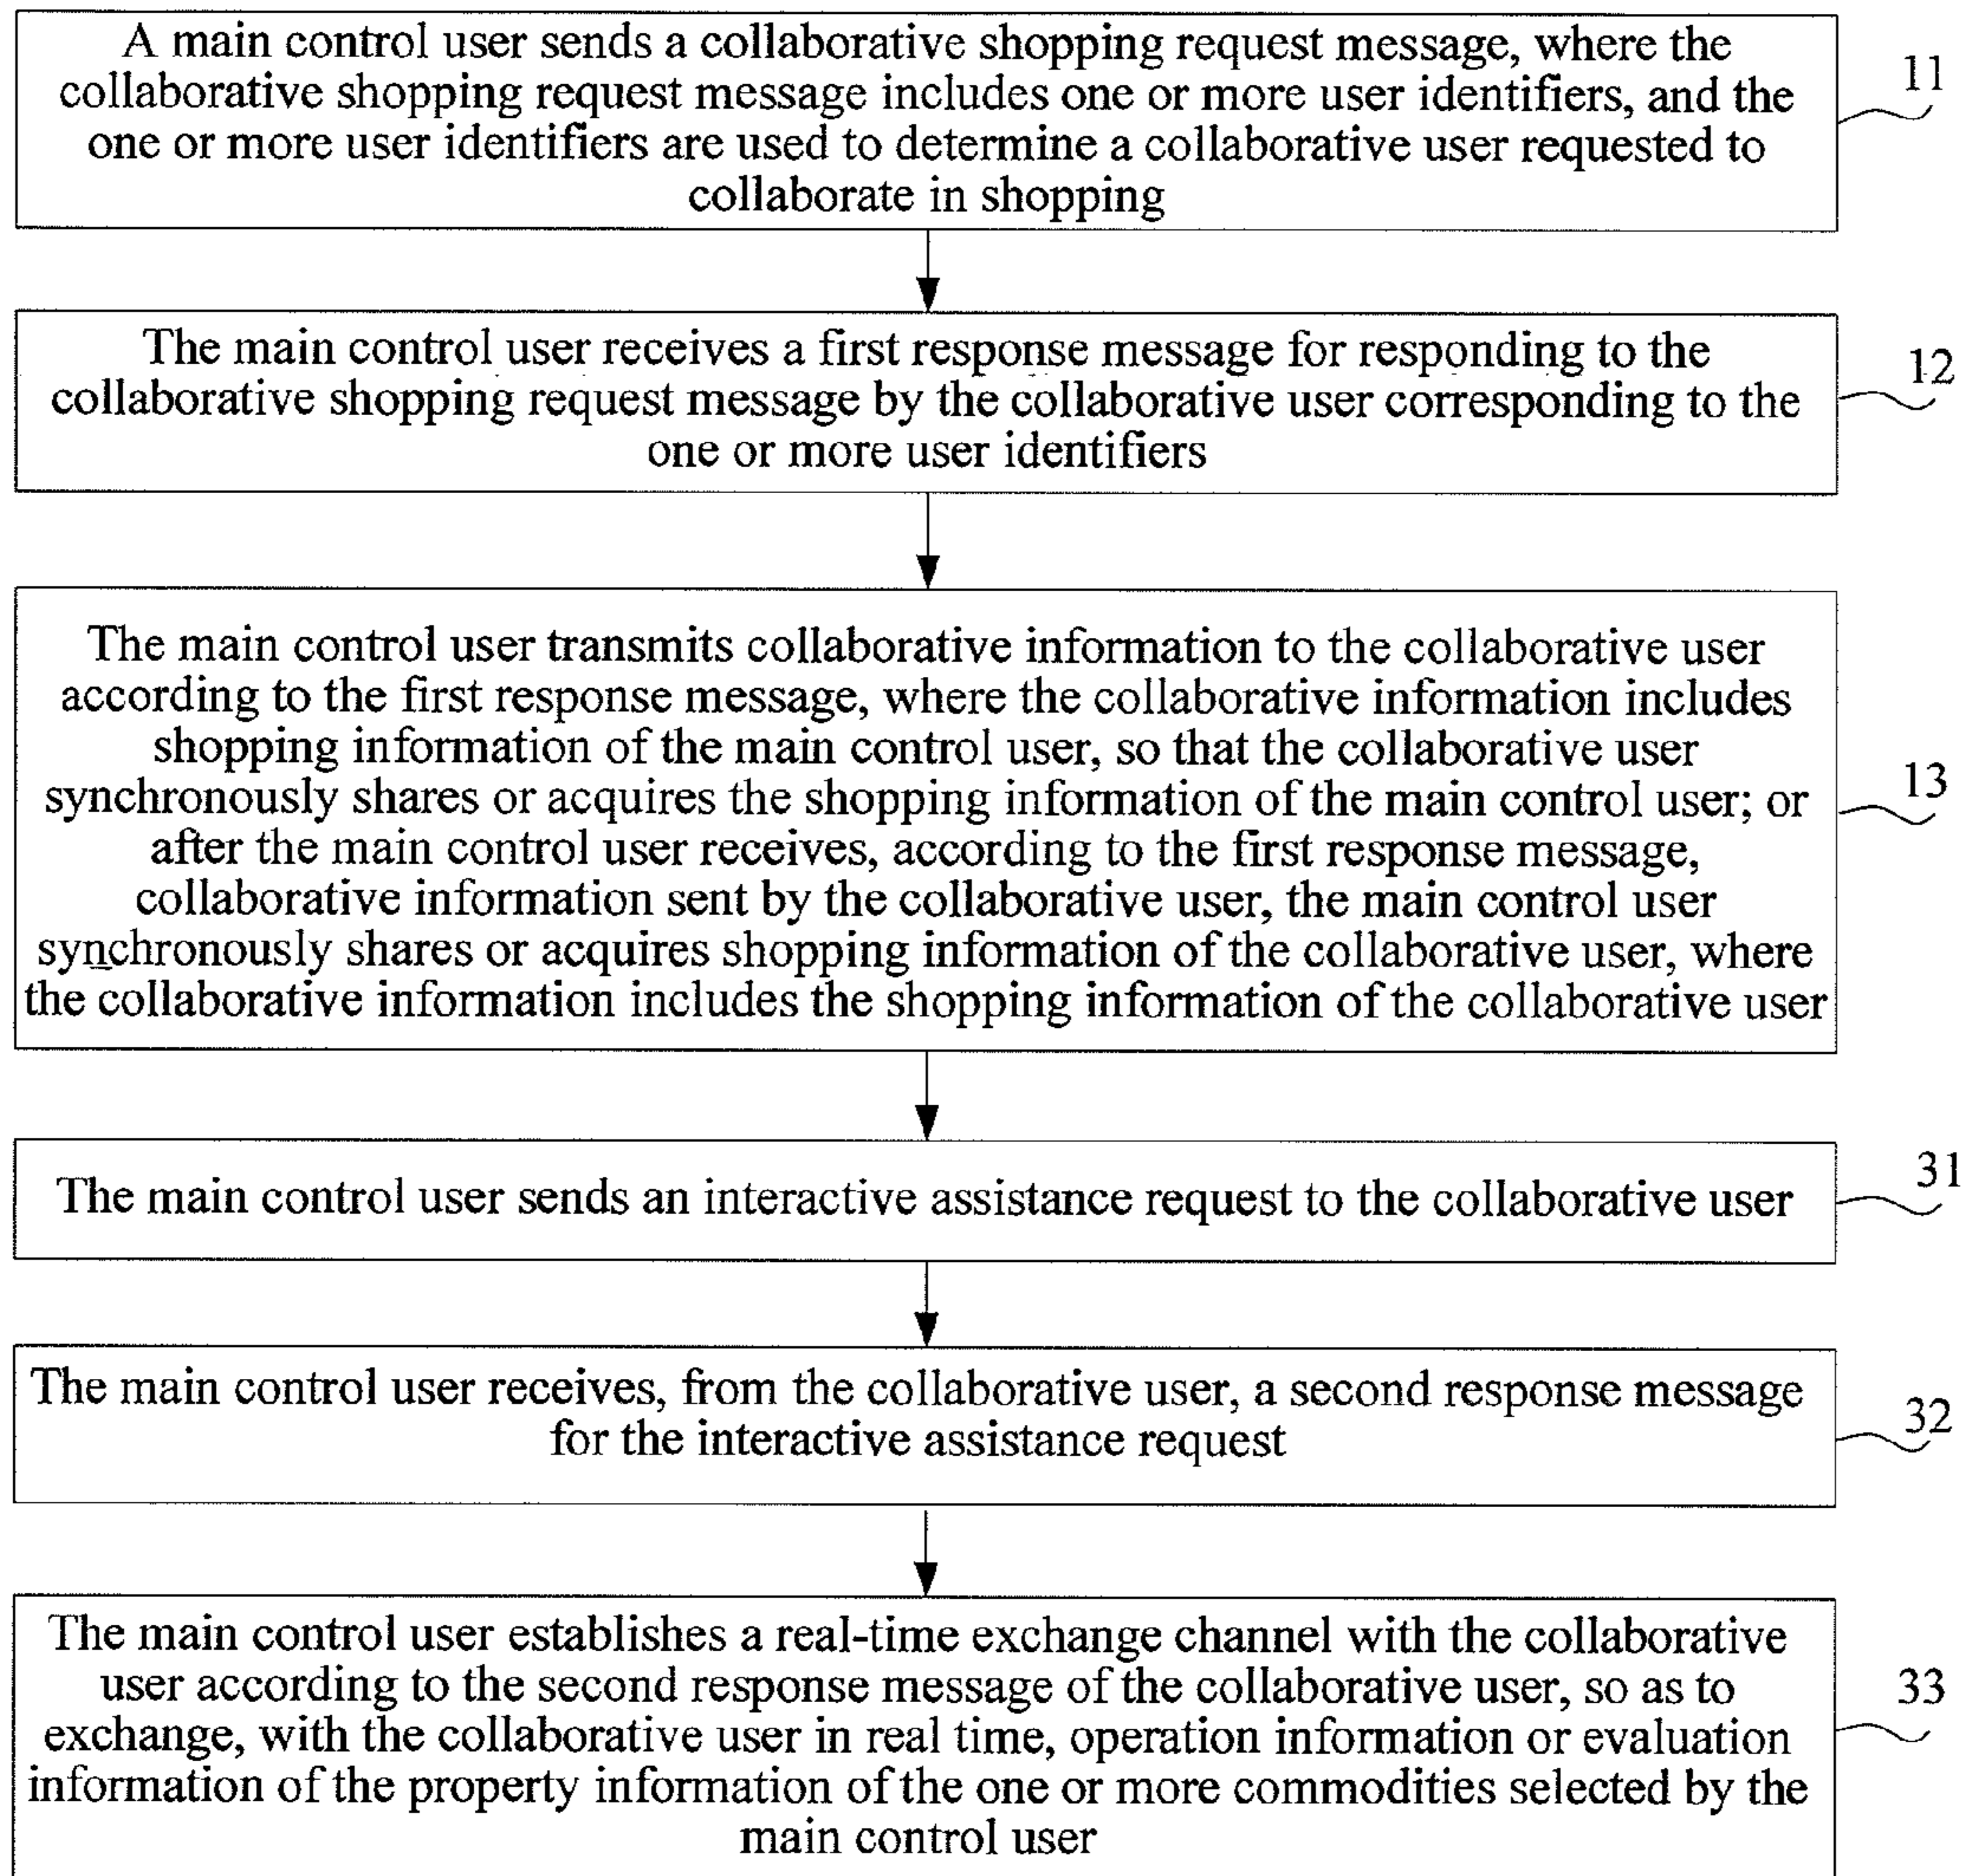 A main control user sends a collaborative shopping request message, where the
collaborative shopping request message includes one or more user identifiers, and the
one or more user identifiers are used to determine a collaborative user requested to
collaborate in shopping
11
The main control user receives a first response message for responding to the
collaborative shopping request message by the collaborative user corresponding to the
one or more user identifiers
12
The main control user transmits collaborative information to the collaborative user
according to the first response message, where the collaborative information includes
shopping information of the main control user, so that the collaborative user
synchronously shares or acquires the shopping information of the main control user; or
after the main control user receives, according to the first response message,
collaborative information sent by the collaborative user, the main control user
synchronously shares or acquires shopping information of the collaborative user, where
the collaborative information includes the shopping information of the collaborative user
13
The main control user sends an interactive assistance request to the collaborative user
31
The main control user receives, from the collaborative user, a second response message
for the interactive assistance request
32
The main control user establishes a real-time exchange channel with the collaborative
user according to the second response message of the collaborative user, so as to
exchange, with the collaborative user in real time, operation information or evaluation
information of the property information of the one or more commodities selected by the
main control user
33